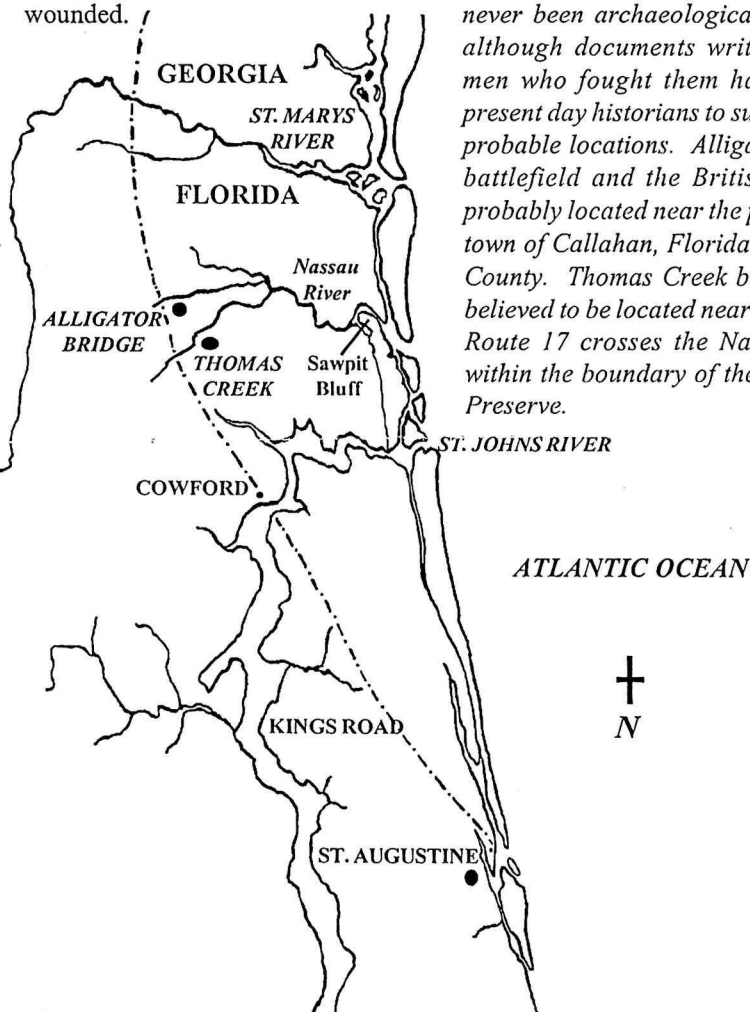 wounded.
never been archaeological
although documents writ
men who fought them ha
present day historians to su
probable locations. Alliga
battlefield and the Britis
probably located near the p
town of Callahan, Florida
County. Thomas Creek b
believed to be located near
Route 17 crosses the Na
within the boundary of the
Preserve.
GEORGIA
ST. MARYS
RIVER
FLORIDA
Nassau
River
ALLIGATOR
BRIDGE
THOMAS
CREEK
Sawpit
Bluff
ST. JOHNS RIVER
COWFORD
ATLANTIC OCEAN
N
KINGS ROAD
ST. AUGUSTINE